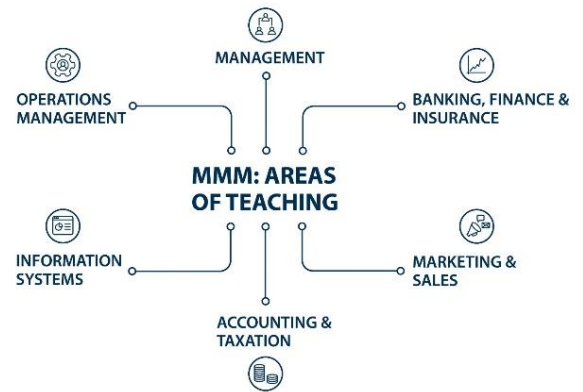 MANAGEMENT
OPERATIONS
MANAGEMENT
BANKING, FINANCE &
INSURANCE
MMM: AREAS
OF TEACHING
INFORMATION
SYSTEMS
MARKETING &
SALES
ACCOUNTING &
TAXATION